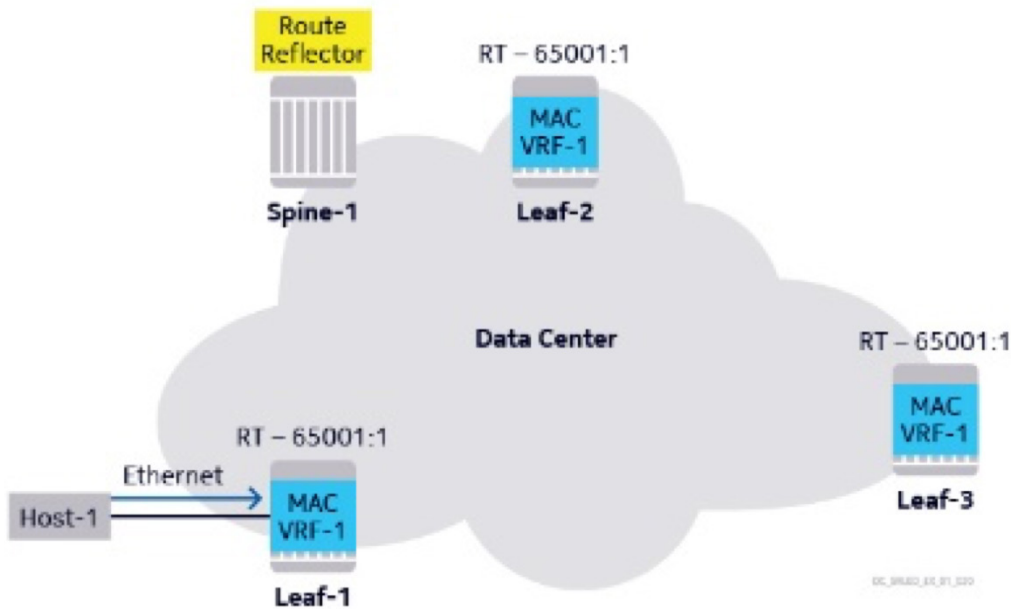 Route
Reflector
RT – 65001:1
MAC
VRF-1
Spine-1
Leaf-2
Data Center
RT – 65001:1
MAC
VRF-1
Leaf-3
RT – 65001:1
Ethernet
Host-1
MAC
VRF-1
Leaf-1